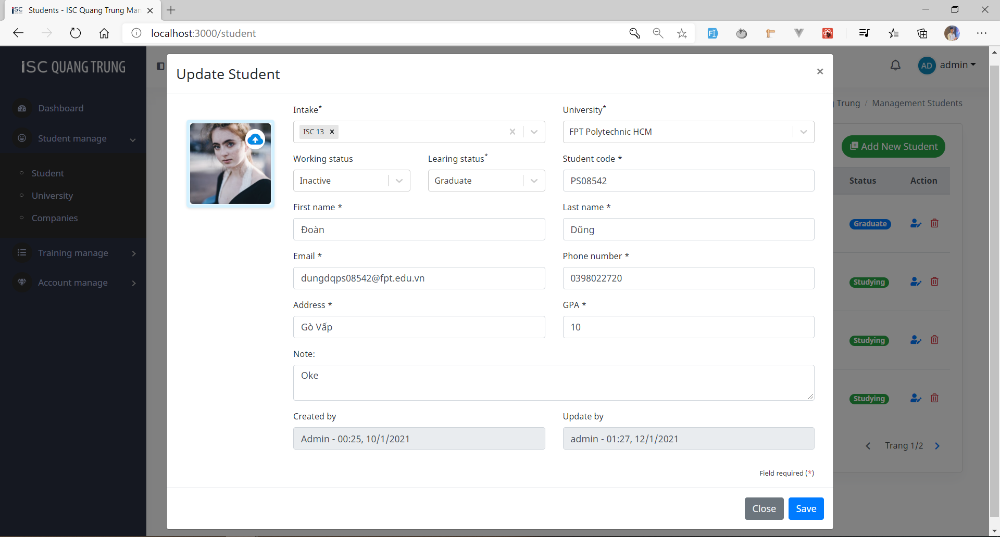 ISC Students - ISC Quang Trung Man
localhost:3000/student
ISC QUANG TRUNG
Dashboard
Student manage
Student
University
Companies
Training manage
Account manage
AD admin
Trung / Management Students
Add New Student
Status Action
Graduate
Studying
Studying
Studying
Trang 1/2
Update Student ×
Intake* University*
ISC 13 × FPT Polytechnic HCM
Working status Learing status* Student code *
Inactive Graduate PS08542
First name * Last name *
Đoàn Dũng
Email * Phone number *
dungdqps08542@fpt.edu.vn 0398022720
Address * GPA *
Gò Vấp 10
Note:
Oke
Created by Update by
Admin - 00:25, 10/1/2021 admin - 01:27, 12/1/2021
Field required (*)
Close Save